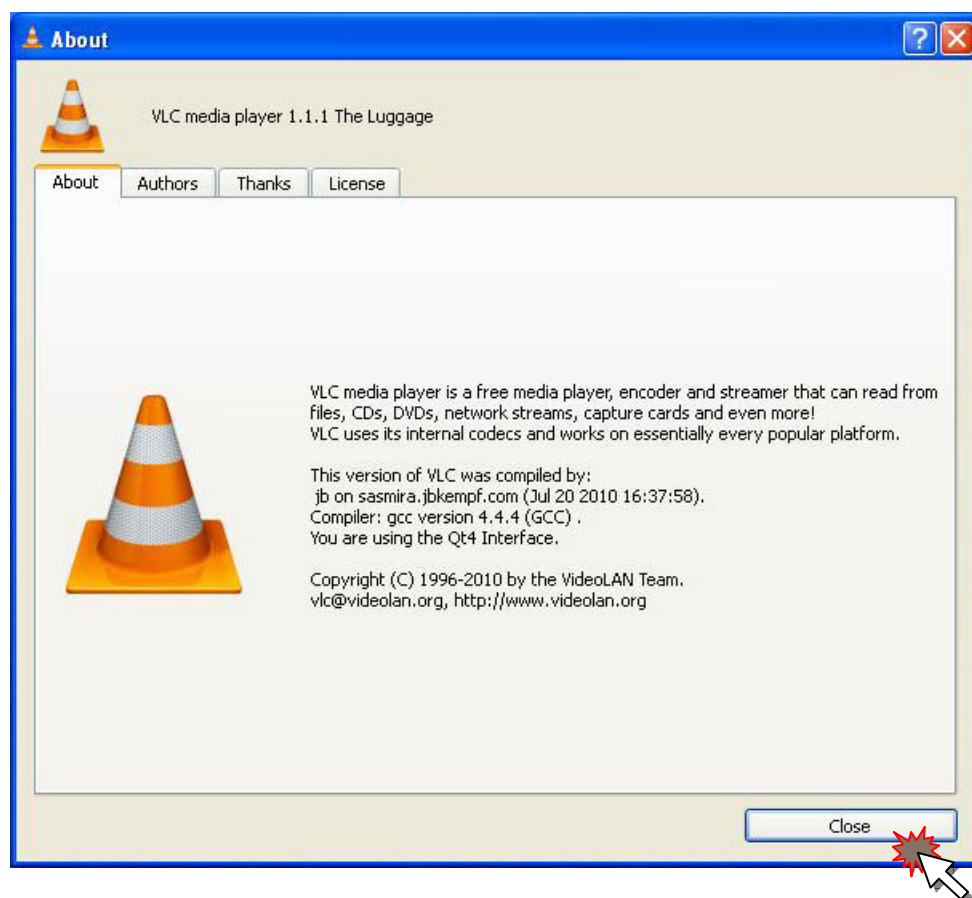 About
VLC media player 1.1.1 The Luggage
About Authors Thanks License
VLC media player is a free media player, encoder and streamer that can read from
files, CDs, DVDs, network streams, capture cards and even more!
VLC uses its internal codecs and works on essentially every popular platform.
This version of VLC was compiled by:
jb on sasmira.jbkempf.com (Jul 20 2010 16:37:58).
Compiler: gcc version 4.4.4 (GCC) .
You are using the Qt4 Interface.
Copyright (C) 1996-2010 by the VideoLAN Team.
vlc@videolan.org, http://www.videolan.org
Close